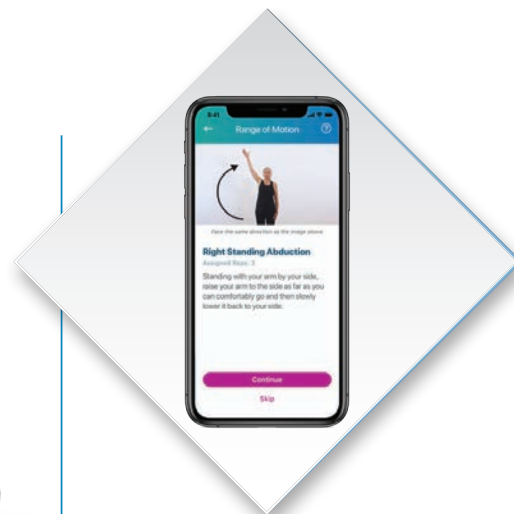 9:41
Range of Motion
Face the same direction as the image above
Right Standing Abduction
Assigned Reps: 3
Standing with your arm by your side,
raise your arm to the side as far as you
can comfortably go and then slowly
lower it back to your side.
Continue
Skip